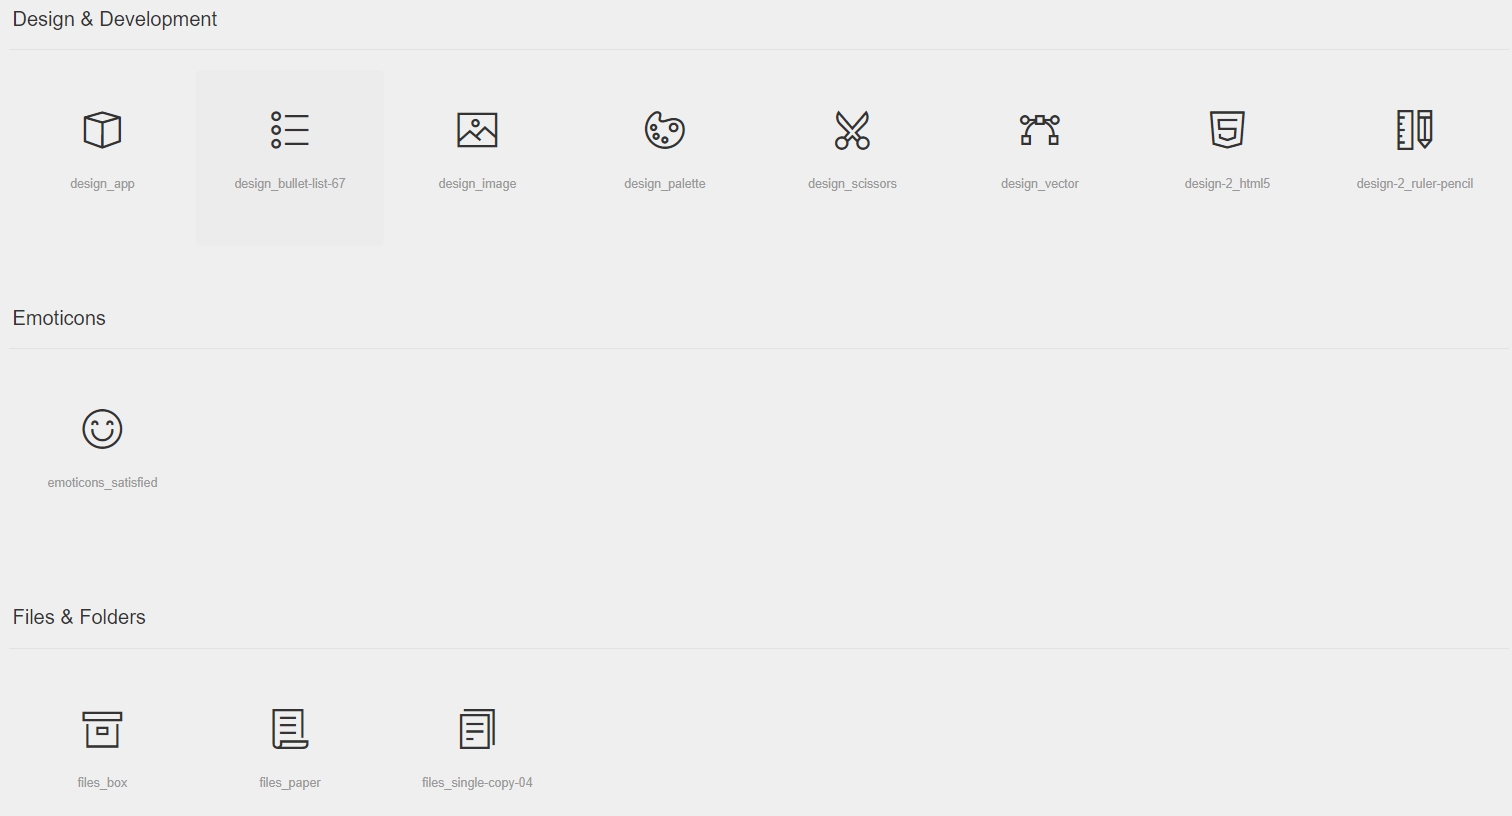 Design & Development
design_app
design_bullet-list-67
design_image
design_palette
design_scissors
design_vector
design-2_html5
design-2_ruler-pencil
Emoticons
emoticons_satisfied
Files & Folders
files_box
files_paper
files_single-copy-04